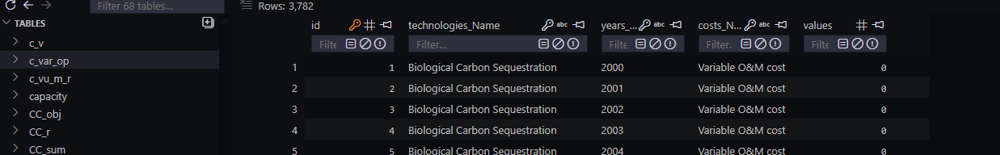 Filter 68 tables...
Rows: 3,782
TABLES
id technologies_Name abc years_... abc costs_N... abc values
Filte Filter... Filte Filter. Filte
c_v
c_var_op
c_vu_m_r
capacity
CC_obj
CC_r
CC_sum
1 1 Biological Carbon Sequestration 2000 Variable O&M cost 0
2 2 Biological Carbon Sequestration 2001 Variable O&M cost 0
3 3 Biological Carbon Sequestration 2002 Variable O&M cost 0
4 4 Biological Carbon Sequestration 2003 Variable O&M cost 0
5 5 Biological Carbon Sequestration 2004 Variable O&M cost 0